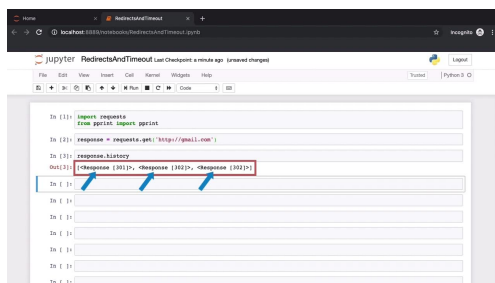 Home
RedirectsAndTimeout
localhost:8889/notebooks/RedirectsAndTimeout.ipynb
Incognito
jupyter RedirectsAndTimeout Last Checkpoint: a minute ago (unsaved changes)
Logout
File Edit View Insert Cell Kernel Widgets Help
Trusted
Python 3
Run
Code
In [1]: import requests
from pprint import pprint
In [2]: response = requests.get('http://gmail.com')
In [3]: response.history
Out[3]: [<Response [301]>, <Response [302]>, <Response [302]>]
In [ ]:
In [ ]:
In [ ]:
In [ ]:
In [ ]:
In [ ]:
In [ ]: